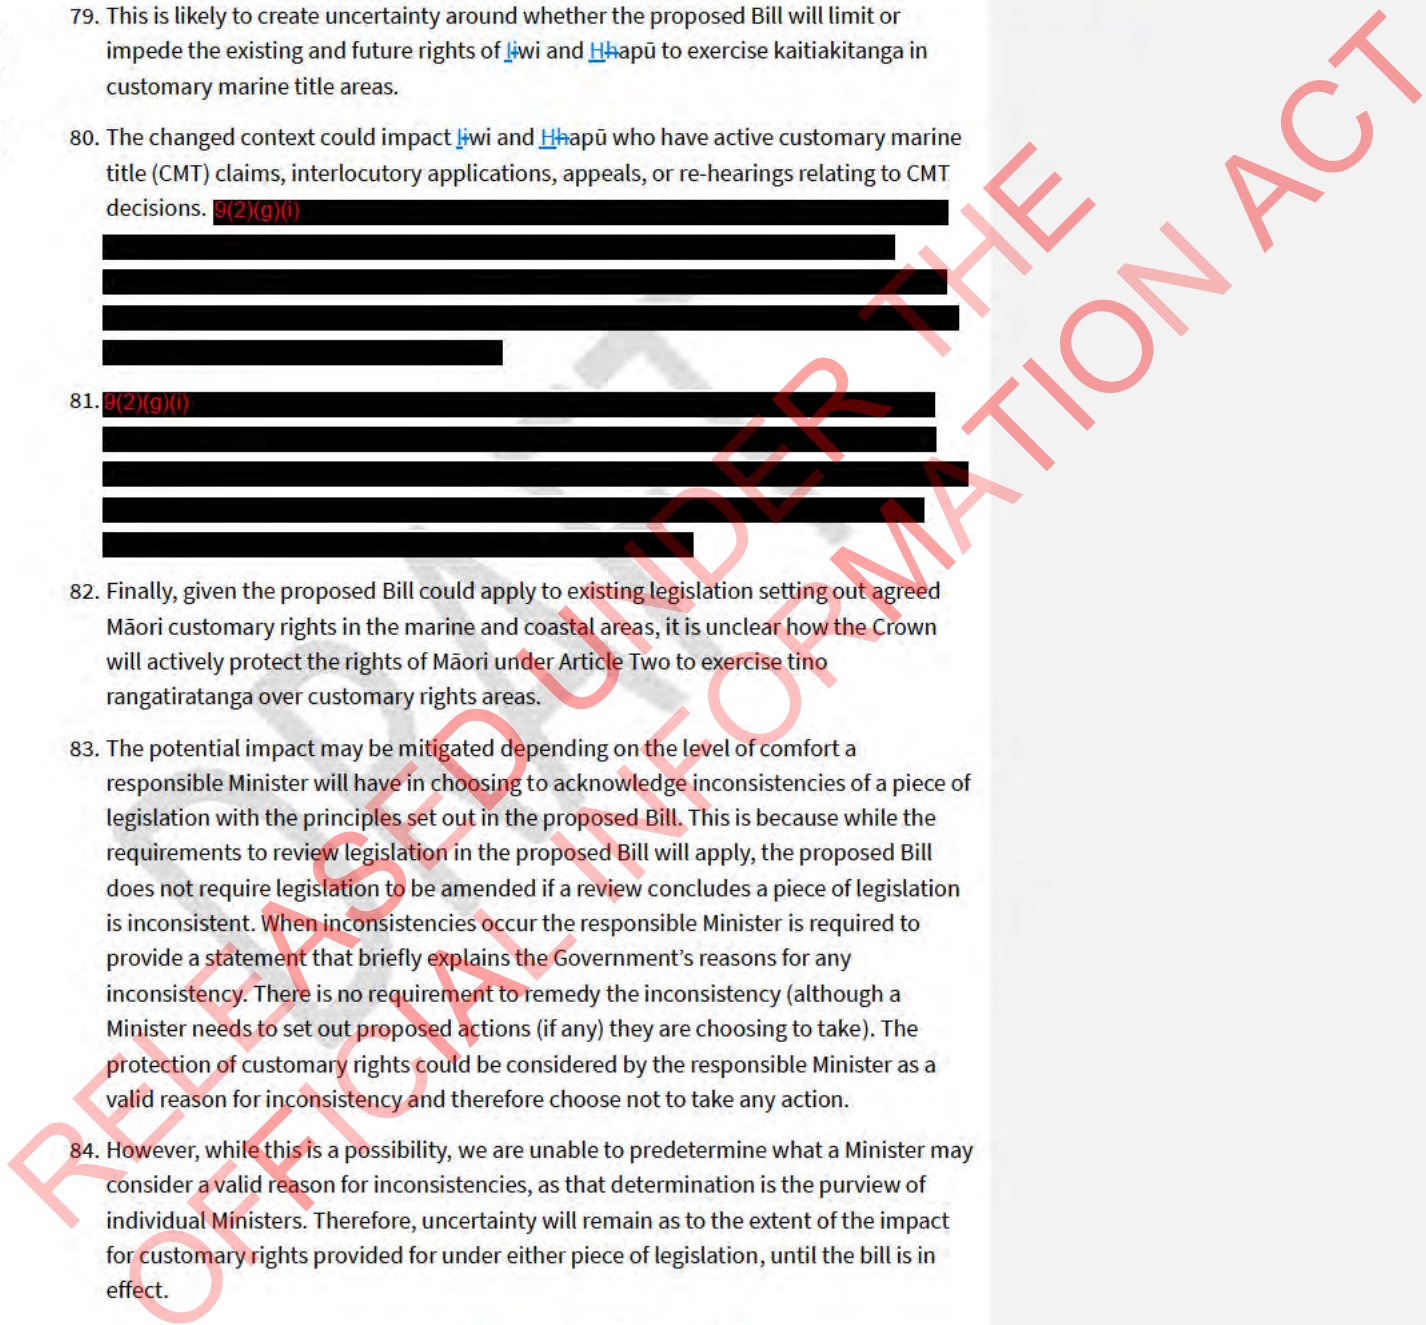 79. This is likely to create uncertainty around whether the proposed Bill will limit or
impede the existing and future rights of Iiwi and Hhapū to exercise kaitiakitanga in
customary marine title areas.
80. The changed context could impact Iiwi and Hhapū who have active customary marine
title (CMT) claims, interlocutory applications, appeals, or re-hearings relating to CMT
decisions. 9(2)(g)(i)
81. 9(2)(g)(i)
82. Finally, given the proposed Bill could apply to existing legislation setting out agreed
Māori customary rights in the marine and coastal areas, it is unclear how the Crown
will actively protect the rights of Māori under Article Two to exercise tino
rangatiratanga over customary rights areas.
83. The potential impact may be mitigated depending on the level of comfort a
responsible Minister will have in choosing to acknowledge inconsistencies of a piece of
legislation with the principles set out in the proposed Bill. This is because while the
requirements to review legislation in the proposed Bill will apply, the proposed Bill
does not require legislation to be amended if a review concludes a piece of legislation
is inconsistent. When inconsistencies occur the responsible Minister is required to
provide a statement that briefly explains the Government's reasons for any
inconsistency. There is no requirement to remedy the inconsistency (although a
Minister needs to set out proposed actions (if any) they are choosing to take). The
protection of customary rights could be considered by the responsible Minister as a
valid reason for inconsistency and therefore choose not to take any action.
84. However, while this is a possibility, we are unable to predetermine what a Minister may
consider a valid reason for inconsistencies, as that determination is the purview of
individual Ministers. Therefore, uncertainty will remain as to the extent of the impact
for customary rights provided for under either piece of legislation, until the bill is in
effect.
DRAFT
RELEASED UNDER THE
OFFICIAL INFORMATION ACT